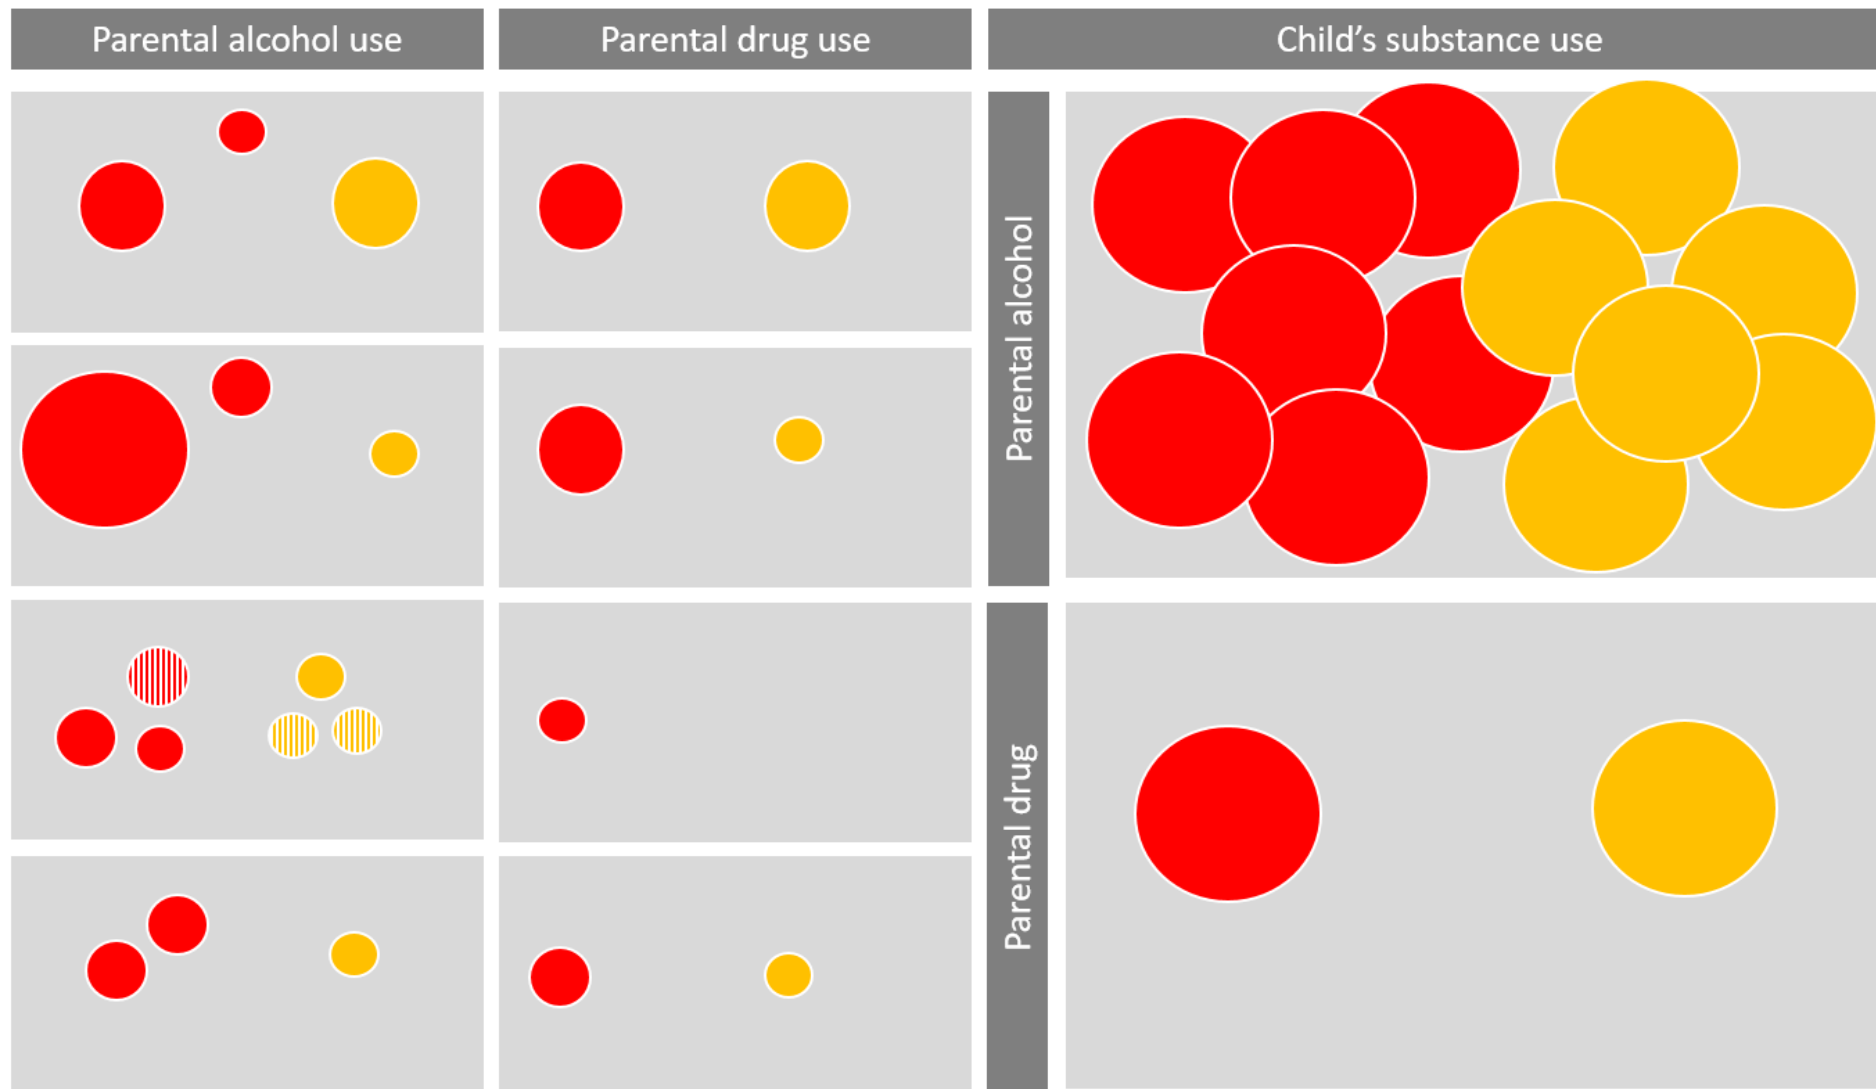 Parental alcohol use
Parental drug use
Child’s substance use
Parental alcohol
Parental drug